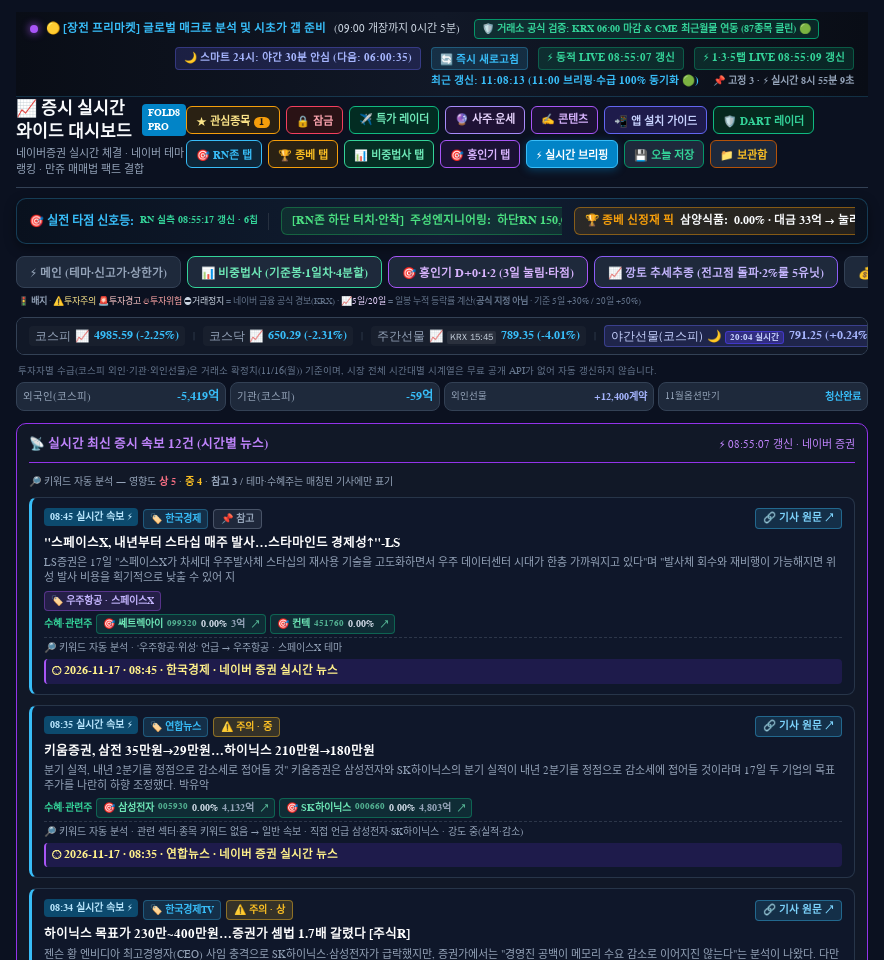 🟡 [장전 프리마켓] 글로벌 매크로 분석 및 시초가 갭 준비 (09:00 개장까지 0시간 5분)
🛡️ 거래소 공식 검증: KRX 06:00 마감 & CME 최근월물 연동 (87종목 클린) 🟢
🌙 스마트 24시: 야간 30분 안심 (다음: 06:00:35)
🔄 즉시 새로고침
⚡ 동적 LIVE 08:55:07 갱신
⚡ 1·3·5탭 LIVE 08:55:09 갱신
최근 갱신: 11:08:13 (11:00 브리핑·수급 100% 동기화 🟢) 📌 고정 3 · ⚡ 실시간 8시 55분 9초
📈 증시 실시간 와이드 대시보드
FOLD8 PRO
네이버증권 실시간 체결 · 네이버 테마 랭킹 · 만쥬 매매법 팩트 결합
★ 관심종목 1
🔒 잠금
✈️ 특가 레이더
🔮 사주·운세
✍️ 콘텐츠
📲 앱 설치 가이드
🛡️ DART 레이더
🎯 RN존 탭
🏆 종베 탭
📊 비중법사 탭
🎯 홍인기 탭
⚡ 실시간 브리핑
💾 오늘 저장
📁 보관함
🎯 실전 타점 신호등: RN 실측 08:55:17 갱신 · 6칩
[RN존 하단 터치·안착] 주성엔지니어링: 하단RN 150,
🏆 종베 신정재 픽 삼양식품: 0.00% · 대금 33억 →
⚡ 메인 (테마·신고가·상한가)
📊 비중법사 (기준봉·1일차·4분할)
🎯 홍인기 D+0·1·2 (3일 눌림·타점)
📈 깡토 추세추종 (전고점 돌파·2%룰 5유닛)
🚦 배지 · ⚠️투자주의 🚨투자경고 ⛔투자위험 ⛔거래정지 = 네이버 금융 공식 경보(KRX) · 📈5일/20일 = 일봉 누적 등락률 계산(공식 지정 아님 · 기준 5일 +30% / 20일 +50%)
코스피 📈 4985.59 (-2.25%)
코스닥 📈 650.29 (-2.31%)
주간선물 📈 KRX 15:45 789.35 (-4.01%)
야간선물(코스피) 🌙 20:04 실시간 791.25 (+0.24%
투자자별 수급(코스피 외인·기관·외인선물)은 거래소 확정치(11/16(월)) 기준이며, 시장 전체 시간대별 시계열은 무료 공개 API가 없어 자동 갱신하지 않습니다.
외국인(코스피) -5,419억
기관(코스피) -59억
외인선물 +12,400계약
11월옵션만기 청산완료
📡 실시간 최신 증시 속보 12건 (시간별 뉴스)
⚡ 08:55:07 갱신 · 네이버 증권
🔎 키워드 자동 분석 — 영향도 상 5 · 중 4 · 참고 3 / 테마·수혜주는 매칭된 기사에만 표기
08:45 실시간 속보 ⚡
🏷️ 한국경제
📌 참고
🔗 기사 원문 ↗
"스페이스X, 내년부터 스타십 매주 발사…스타마인드 경제성↑"-LS
LS증권은 17일 "스페이스X가 차세대 우주발사체 스타십의 재사용 기술을 고도화하면서 우주 데이터센터 시대가 한층 가까워지고 있다"며 "발사체 회수와 재비행이 가능해지면 위
성 발사 비용을 획기적으로 낮출 수 있어 지
🏷️ 우주항공 · 스페이스X
수혜·관련주 🎯 쎄트렉아이 099320 0.00% 3억 ↗ 🎯 컨텍 451760 0.00% ↗
🔎 키워드 자동 분석 · '우주항공·위성' 언급 → 우주항공 · 스페이스X 테마
⏱ 2026-11-17 · 08:45 · 한국경제 · 네이버 증권 실시간 뉴스
08:35 실시간 속보 ⚡
🏷️ 연합뉴스
⚠️ 주의 · 중
🔗 기사 원문 ↗
키움증권, 삼전 35만원→29만원…하이닉스 210만원→180만원
분기 실적, 내년 2분기를 정점으로 감소세로 접어들 것" 키움증권은 삼성전자와 SK하이닉스의 분기 실적이 내년 2분기를 정점으로 감소세에 접어들 것이라며 17일 두 기업의 목표
주가를 나란히 하향 조정했다. 박유악
수혜·관련주 🎯 삼성전자 005930 0.00% 4,132억 ↗ 🎯 SK하이닉스 000660 0.00% 4,803억 ↗
🔎 키워드 자동 분석 · 관련 섹터·종목 키워드 없음 → 일반 속보 · 직접 언급 삼성전자·SK하이닉스 · 강도 중(실적·감소)
⏱ 2026-11-17 · 08:35 · 연합뉴스 · 네이버 증권 실시간 뉴스
08:34 실시간 속보 ⚡
🏷️ 한국경제TV
⚠️ 주의 · 상
🔗 기사 원문 ↗
하이닉스 목표가 230만~400만원…증권가 셈법 1.7배 갈렸다 [주식R]
젠슨 황 엔비디아 최고경영자(CEO) 사임 충격으로 SK하이닉스·삼성전자가 급락했지만, 증권가에서는 "경영진 공백이 메모리 수요 감소로 이어지진 않는다"는 분석이 나왔다. 다만